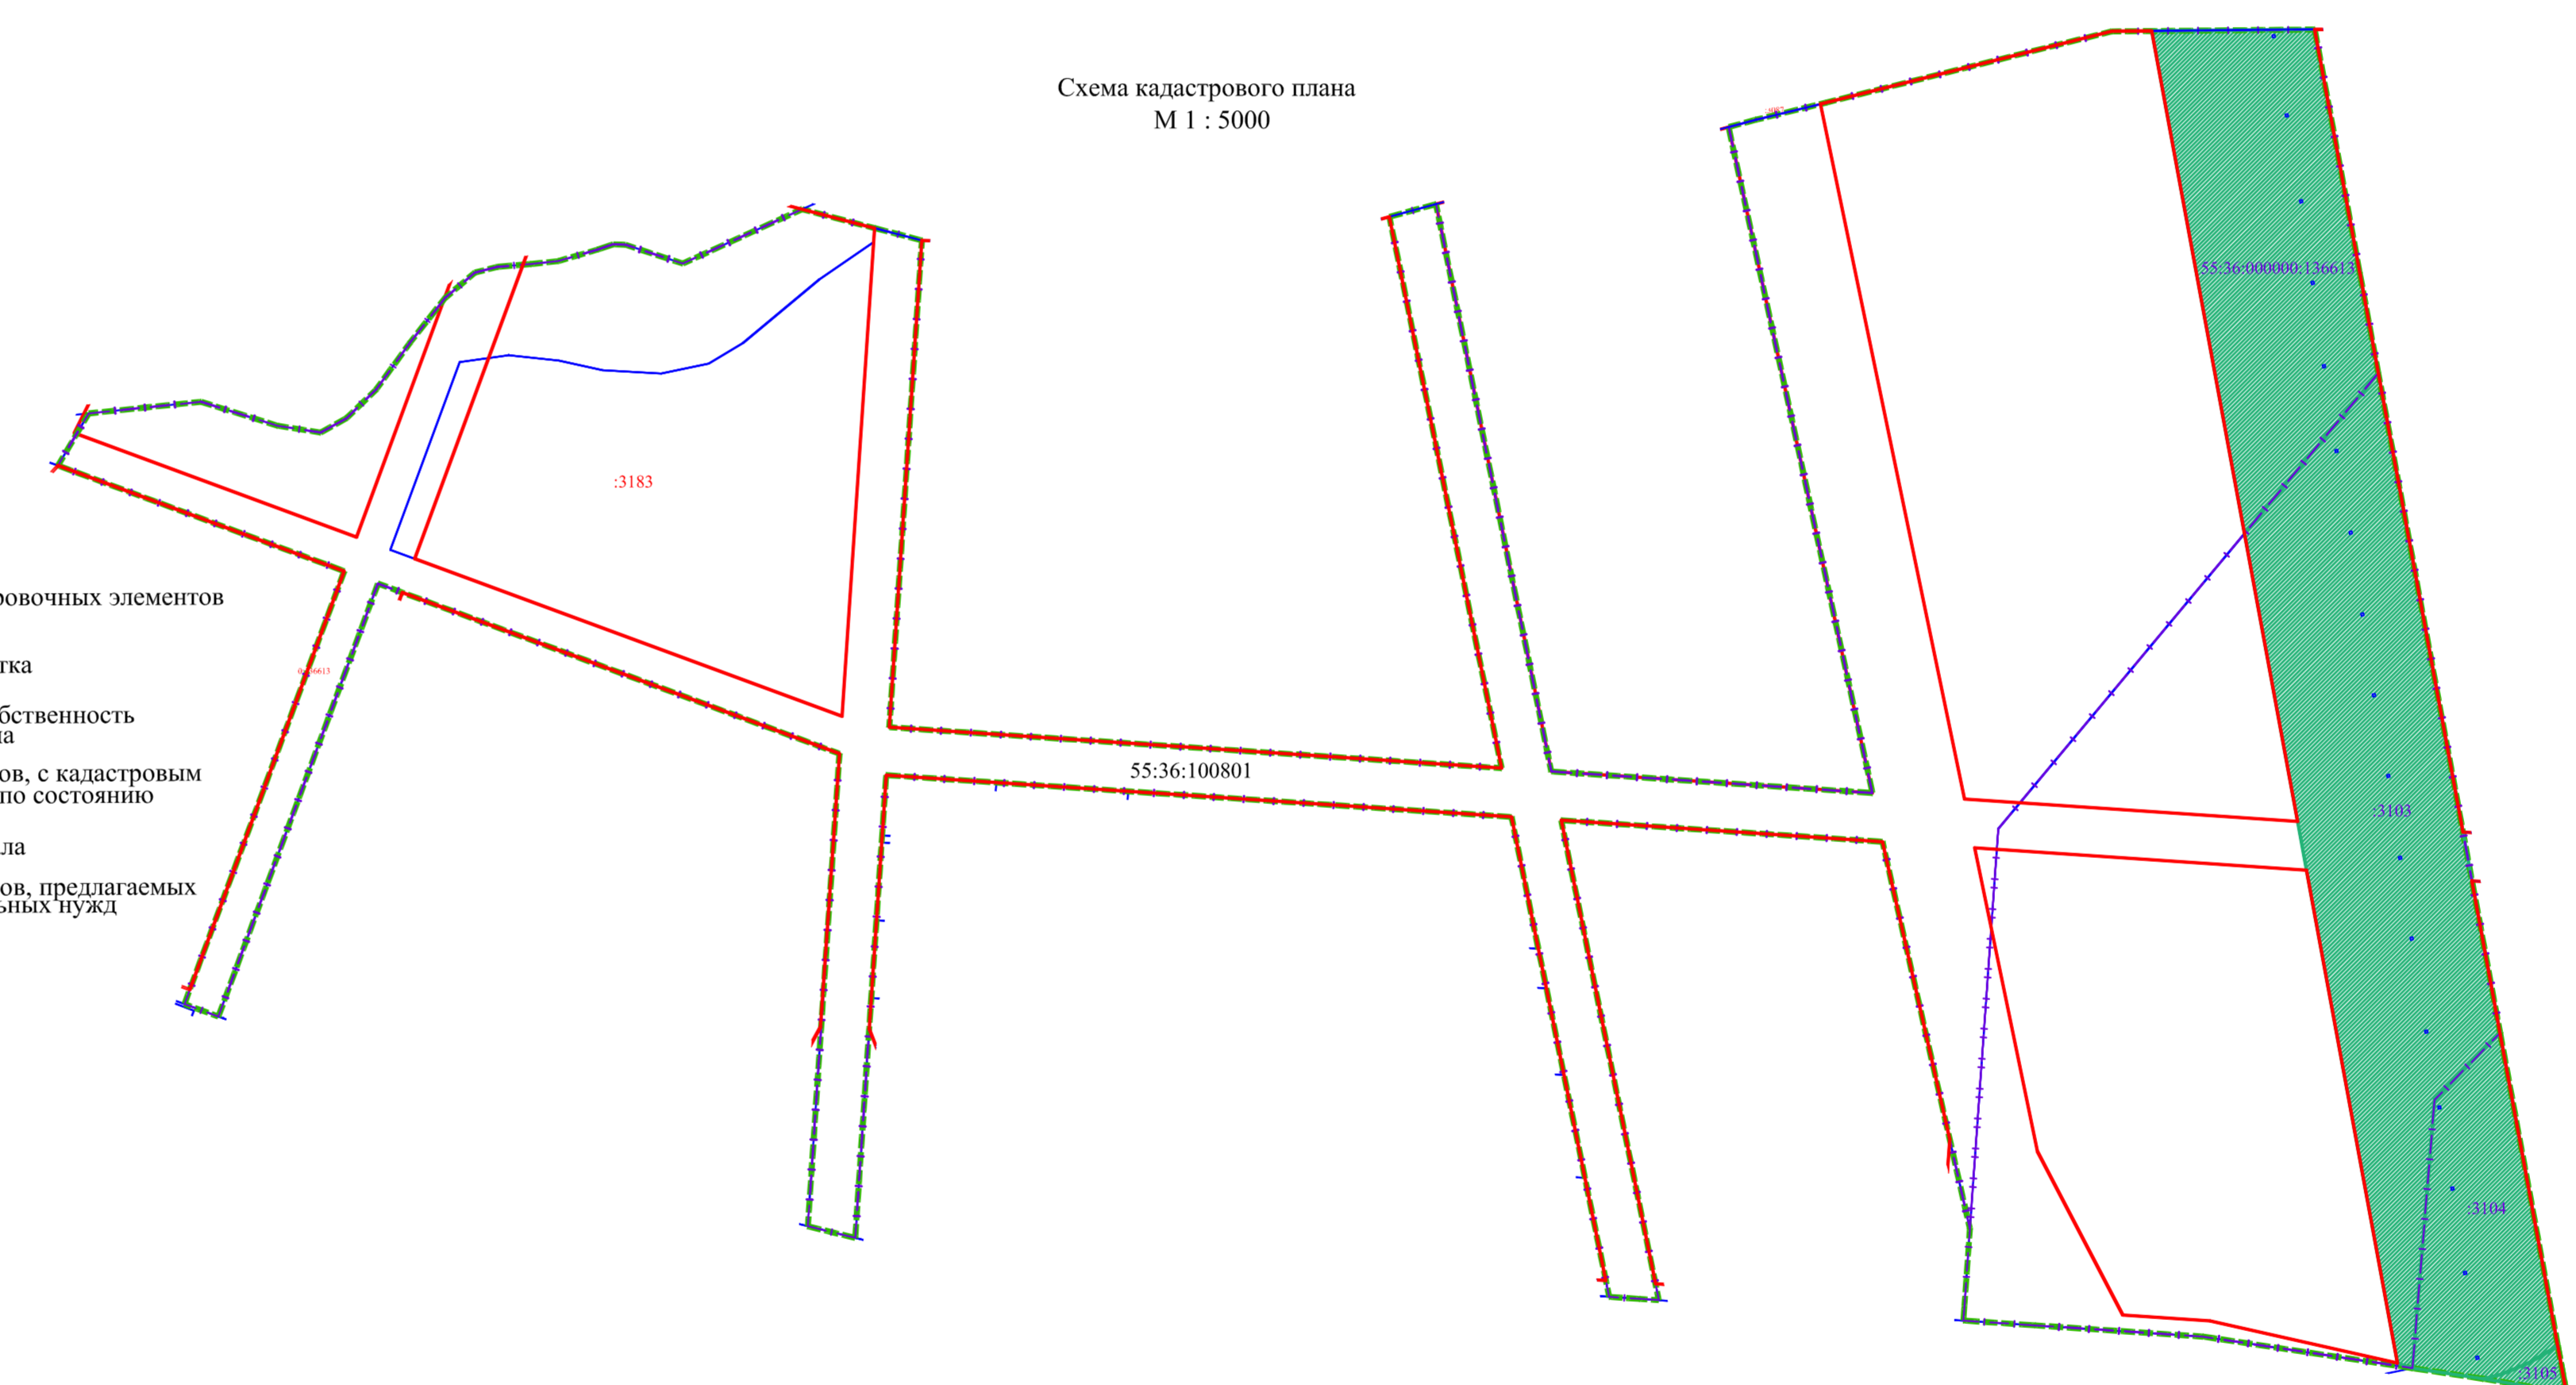 Схема кадастрового плана
М 1 : 5000
55:36:000000:136613
:3183
ровочных элементов
тка
бственность
на
ов, с кадастровым
по состоянию
ла
ов, предлагаемых
ьных нужд
55:36:100801
:3103
:3104
:3105